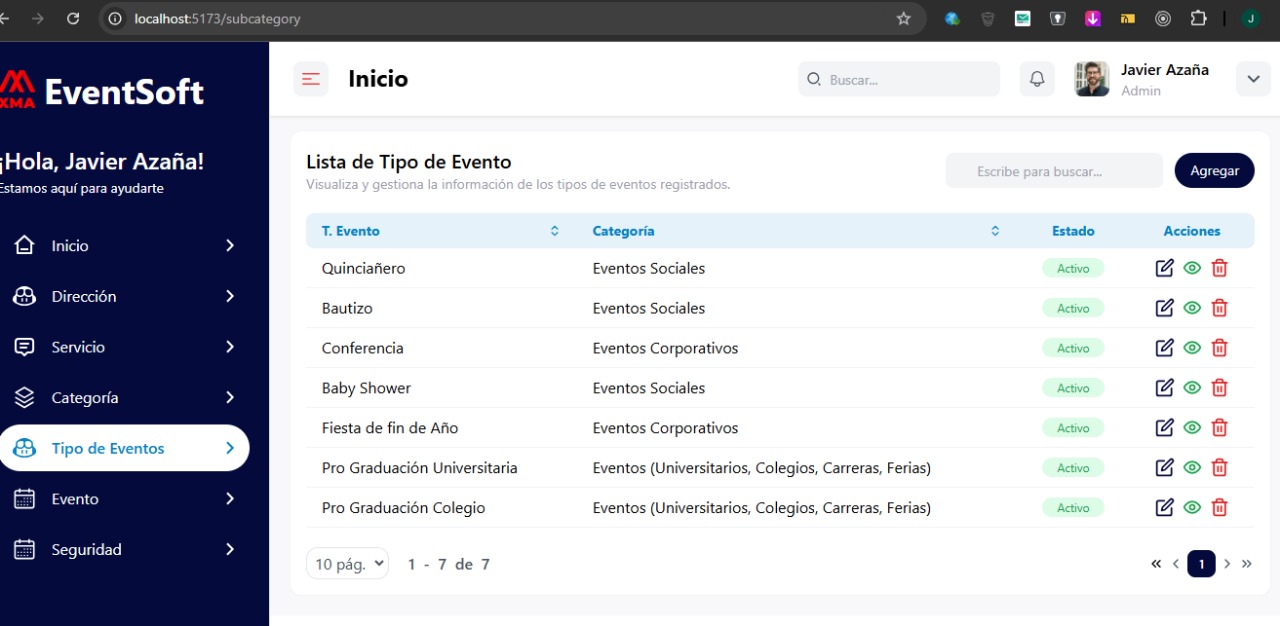 localhost:5173/subcategory
J
XMA EventSoft
¡Hola, Javier Azaña!
Estamos aquí para ayudarte
Inicio
Dirección
Servicio
Categoría
Tipo de Eventos
Evento
Seguridad
Inicio
Buscar...
Javier Azaña
Admin
Lista de Tipo de Evento
Visualiza y gestiona la información de los tipos de eventos registrados.
Escribe para buscar...
Agregar
T. Evento Categoría Estado Acciones
Quinciañero Eventos Sociales Activo
Bautizo Eventos Sociales Activo
Conferencia Eventos Corporativos Activo
Baby Shower Eventos Sociales Activo
Fiesta de fin de Año Eventos Corporativos Activo
Pro Graduación Universitaria Eventos (Universitarios, Colegios, Carreras, Ferias) Activo
Pro Graduación Colegio Eventos (Universitarios, Colegios, Carreras, Ferias) Activo
10 pág. 1 - 7 de 7 « ‹ 1 › »